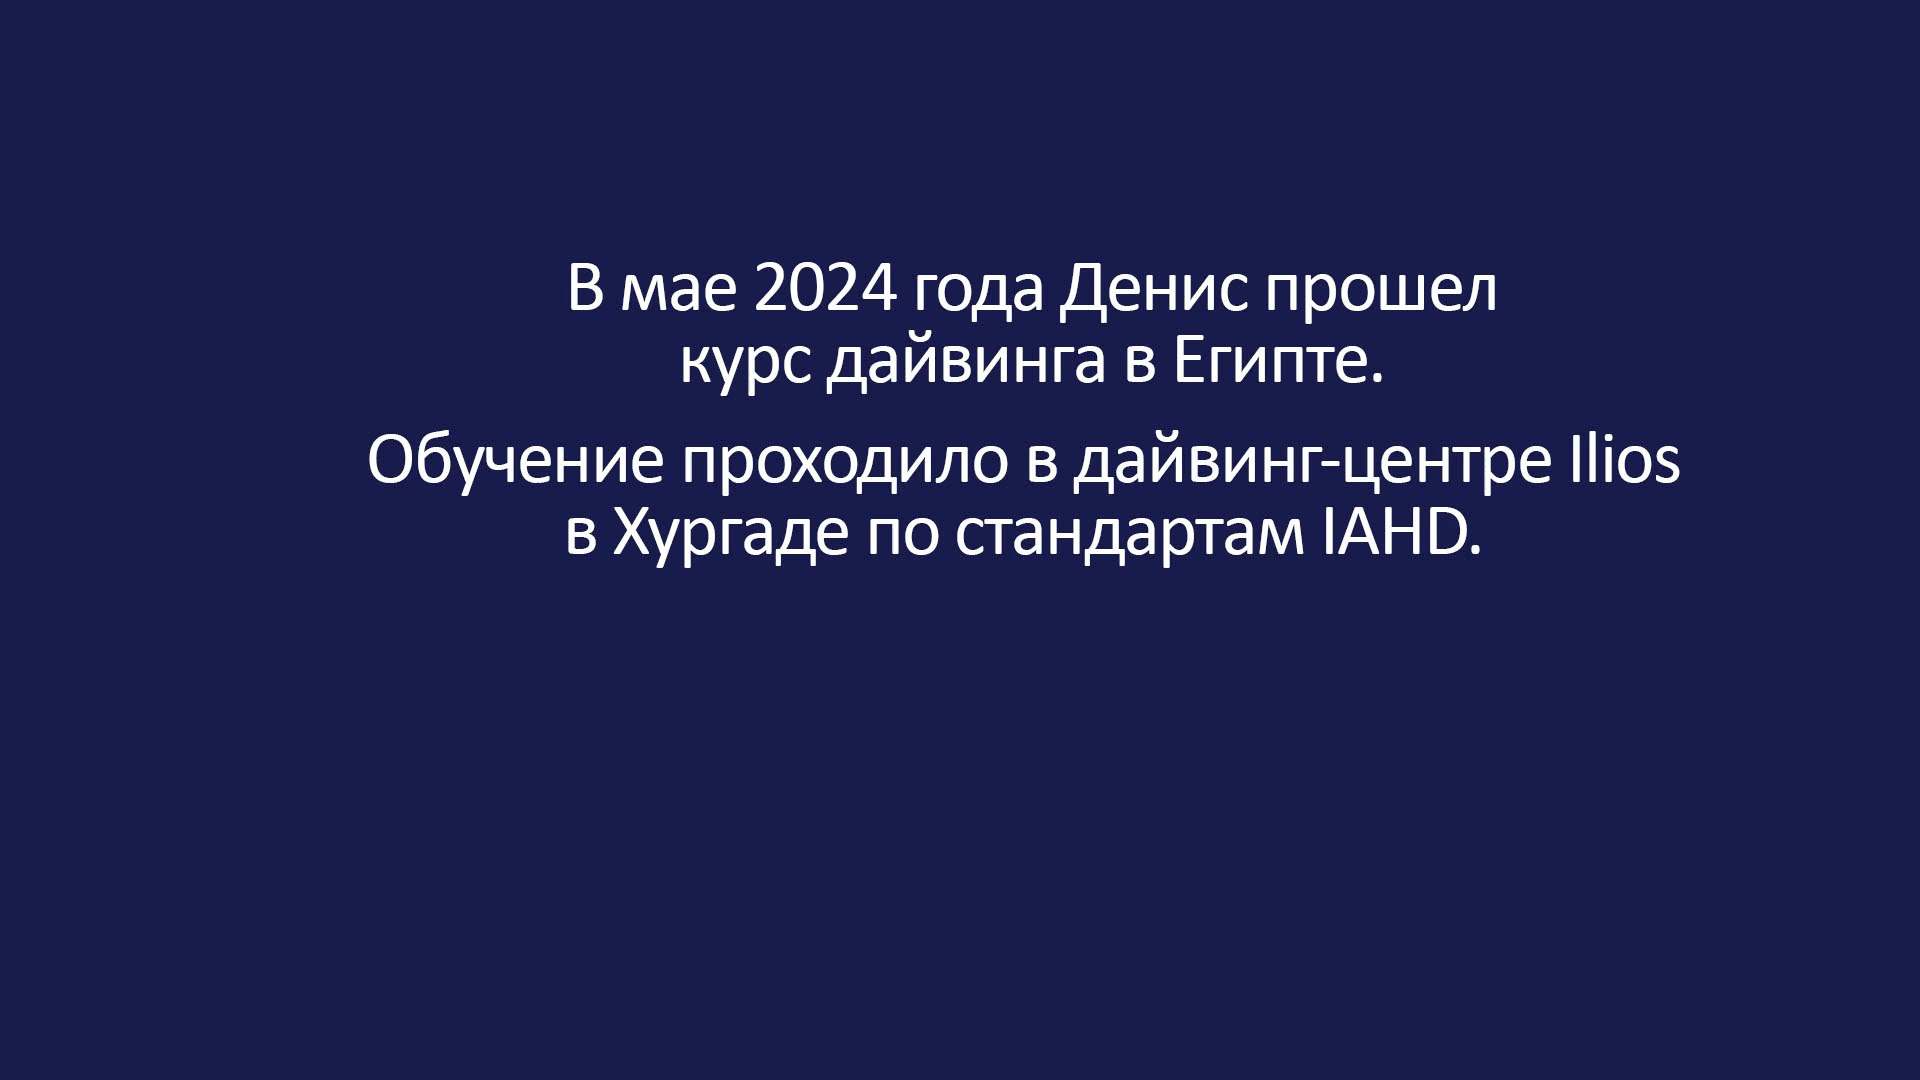 В мае 2024 года Денис прошел
курс дайвинга в Египте.
Обучение проходило в дайвинг-центре Ilios
в Хургаде по стандартам IAHD.